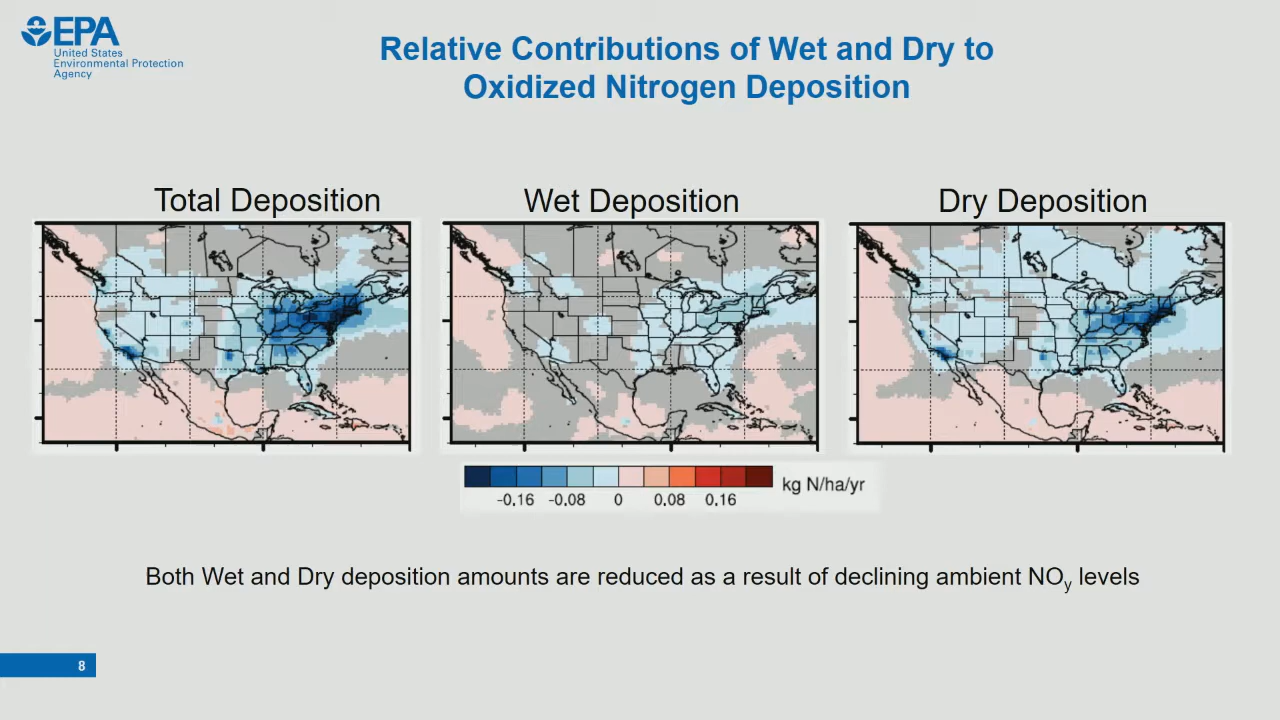 EPA
United States
Environmental Protection
Agency
Relative Contributions of Wet and Dry to
Oxidized Nitrogen Deposition
Total Deposition
Wet Deposition
Dry Deposition
-0.16 -0.08 0 0.08 0.16 kg N/ha/yr
Both Wet and Dry deposition amounts are reduced as a result of declining ambient NOy levels
8